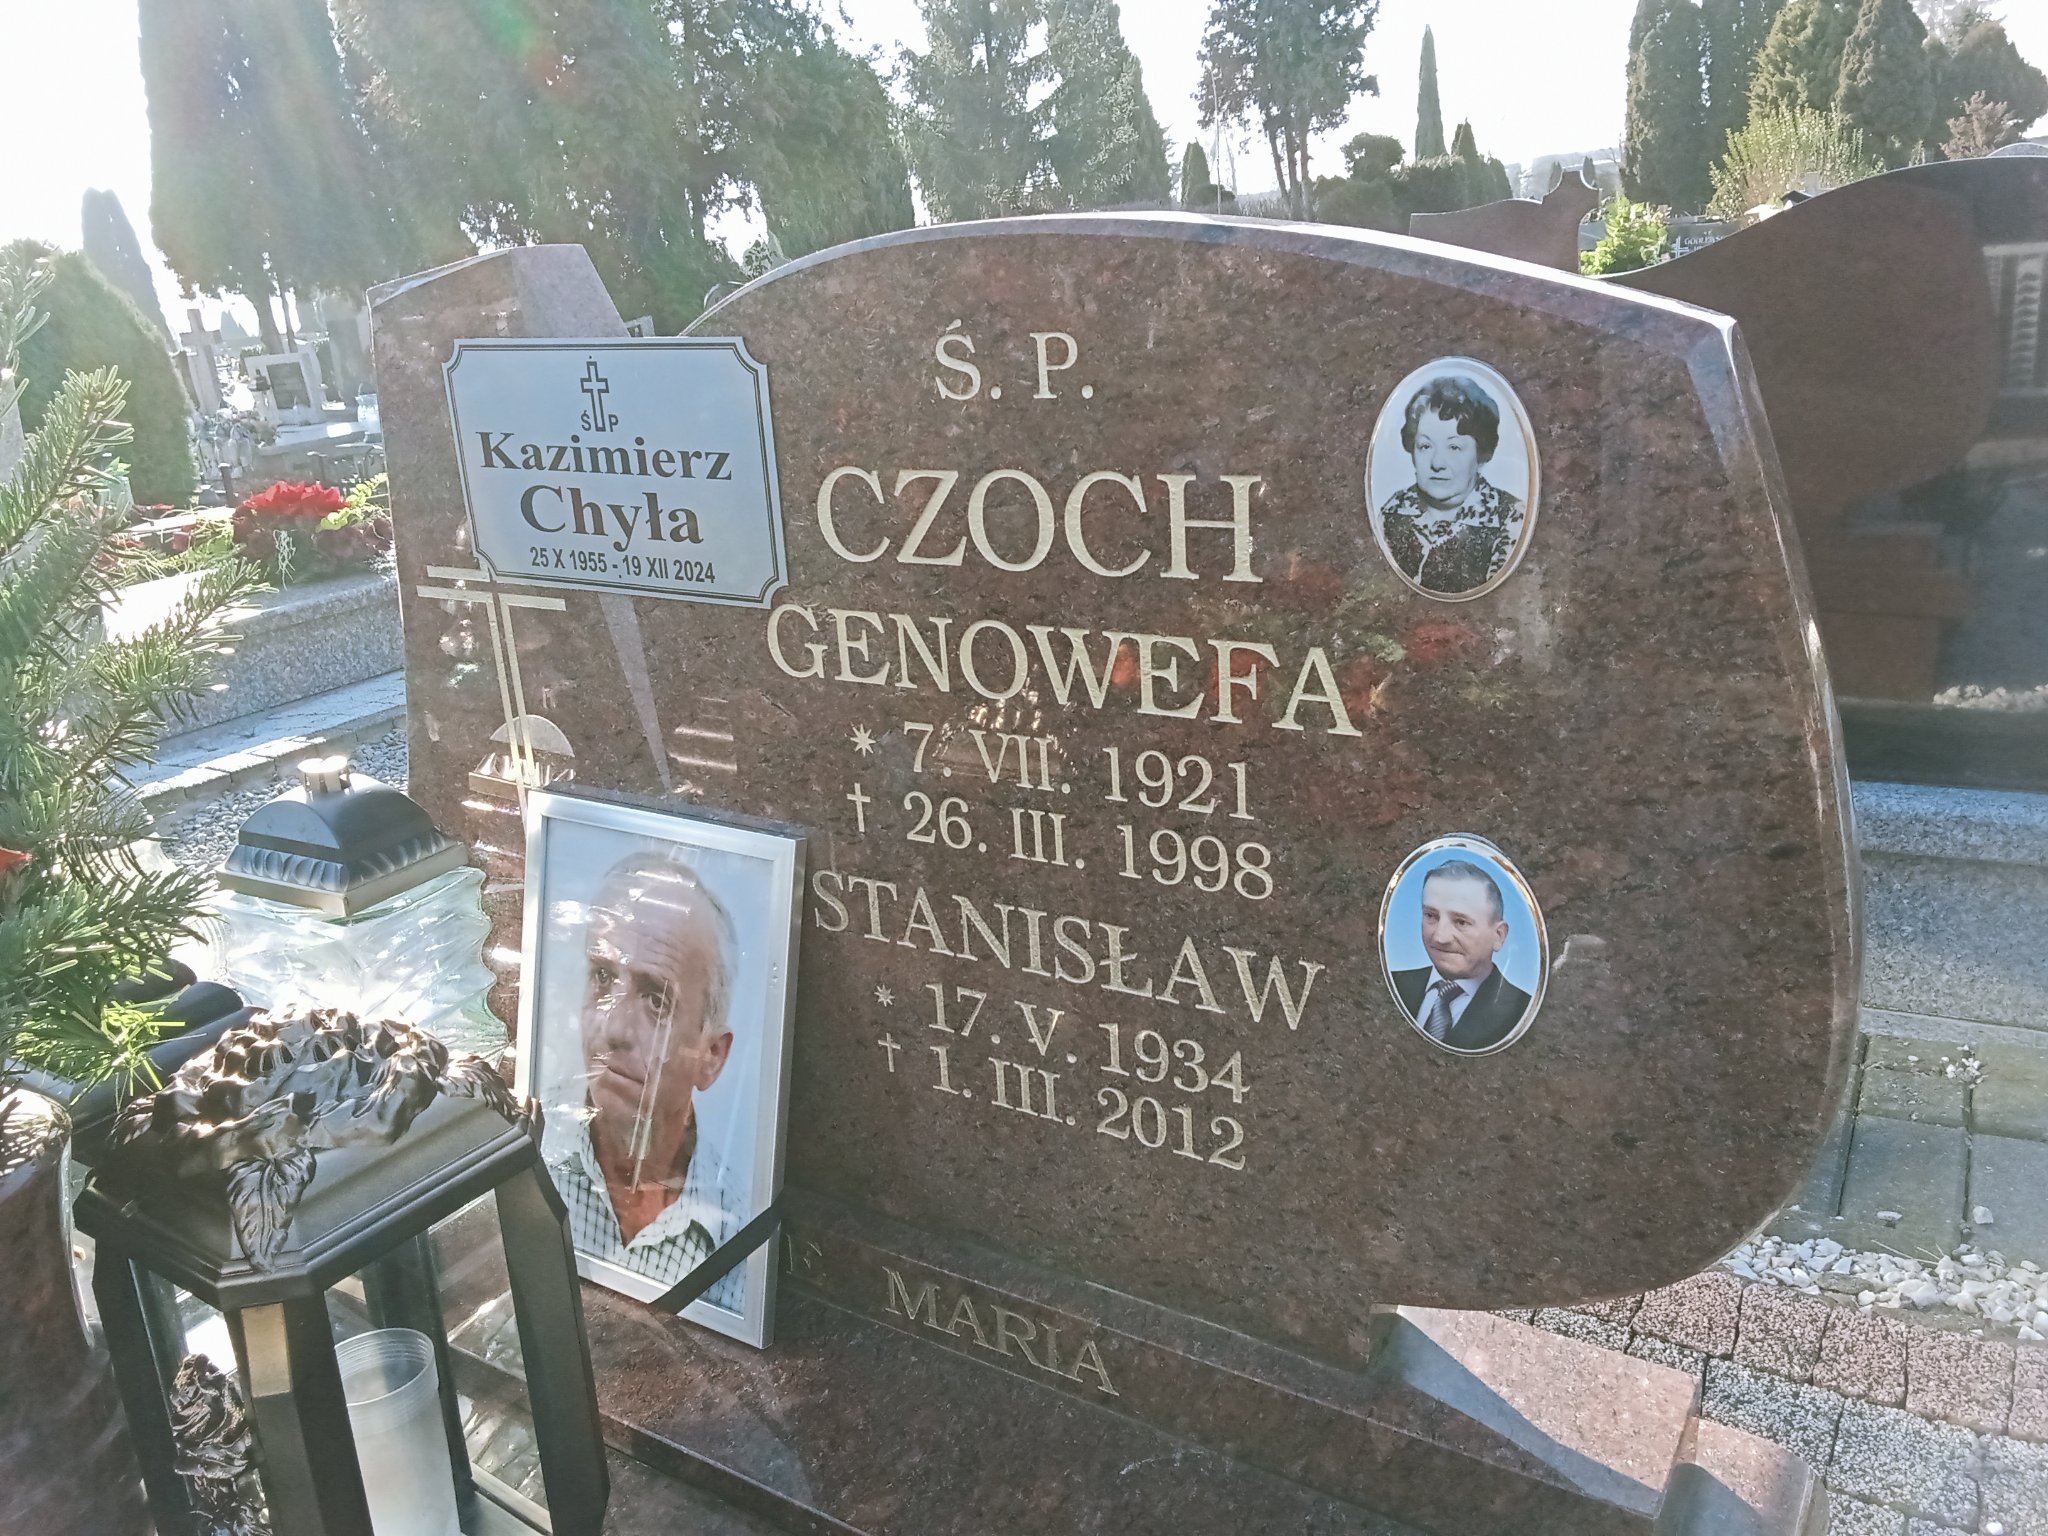 Ś P
Kazimierz
Chyła
25 X 1955 - 19 XII 2024
Ś. P.
CZOCH
GENOWEFA
* 7. VII. 1921
† 26. III. 1998
STANISŁAW
* 17. V. 1934
† 1. III. 2012
E MARIA